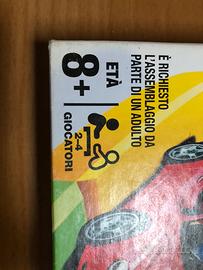 È RICHIESTO
L'ASSEMBLAGGIO DA
PARTE DI UN ADULTO
ETÀ
8+
2-4
GIOCATORI